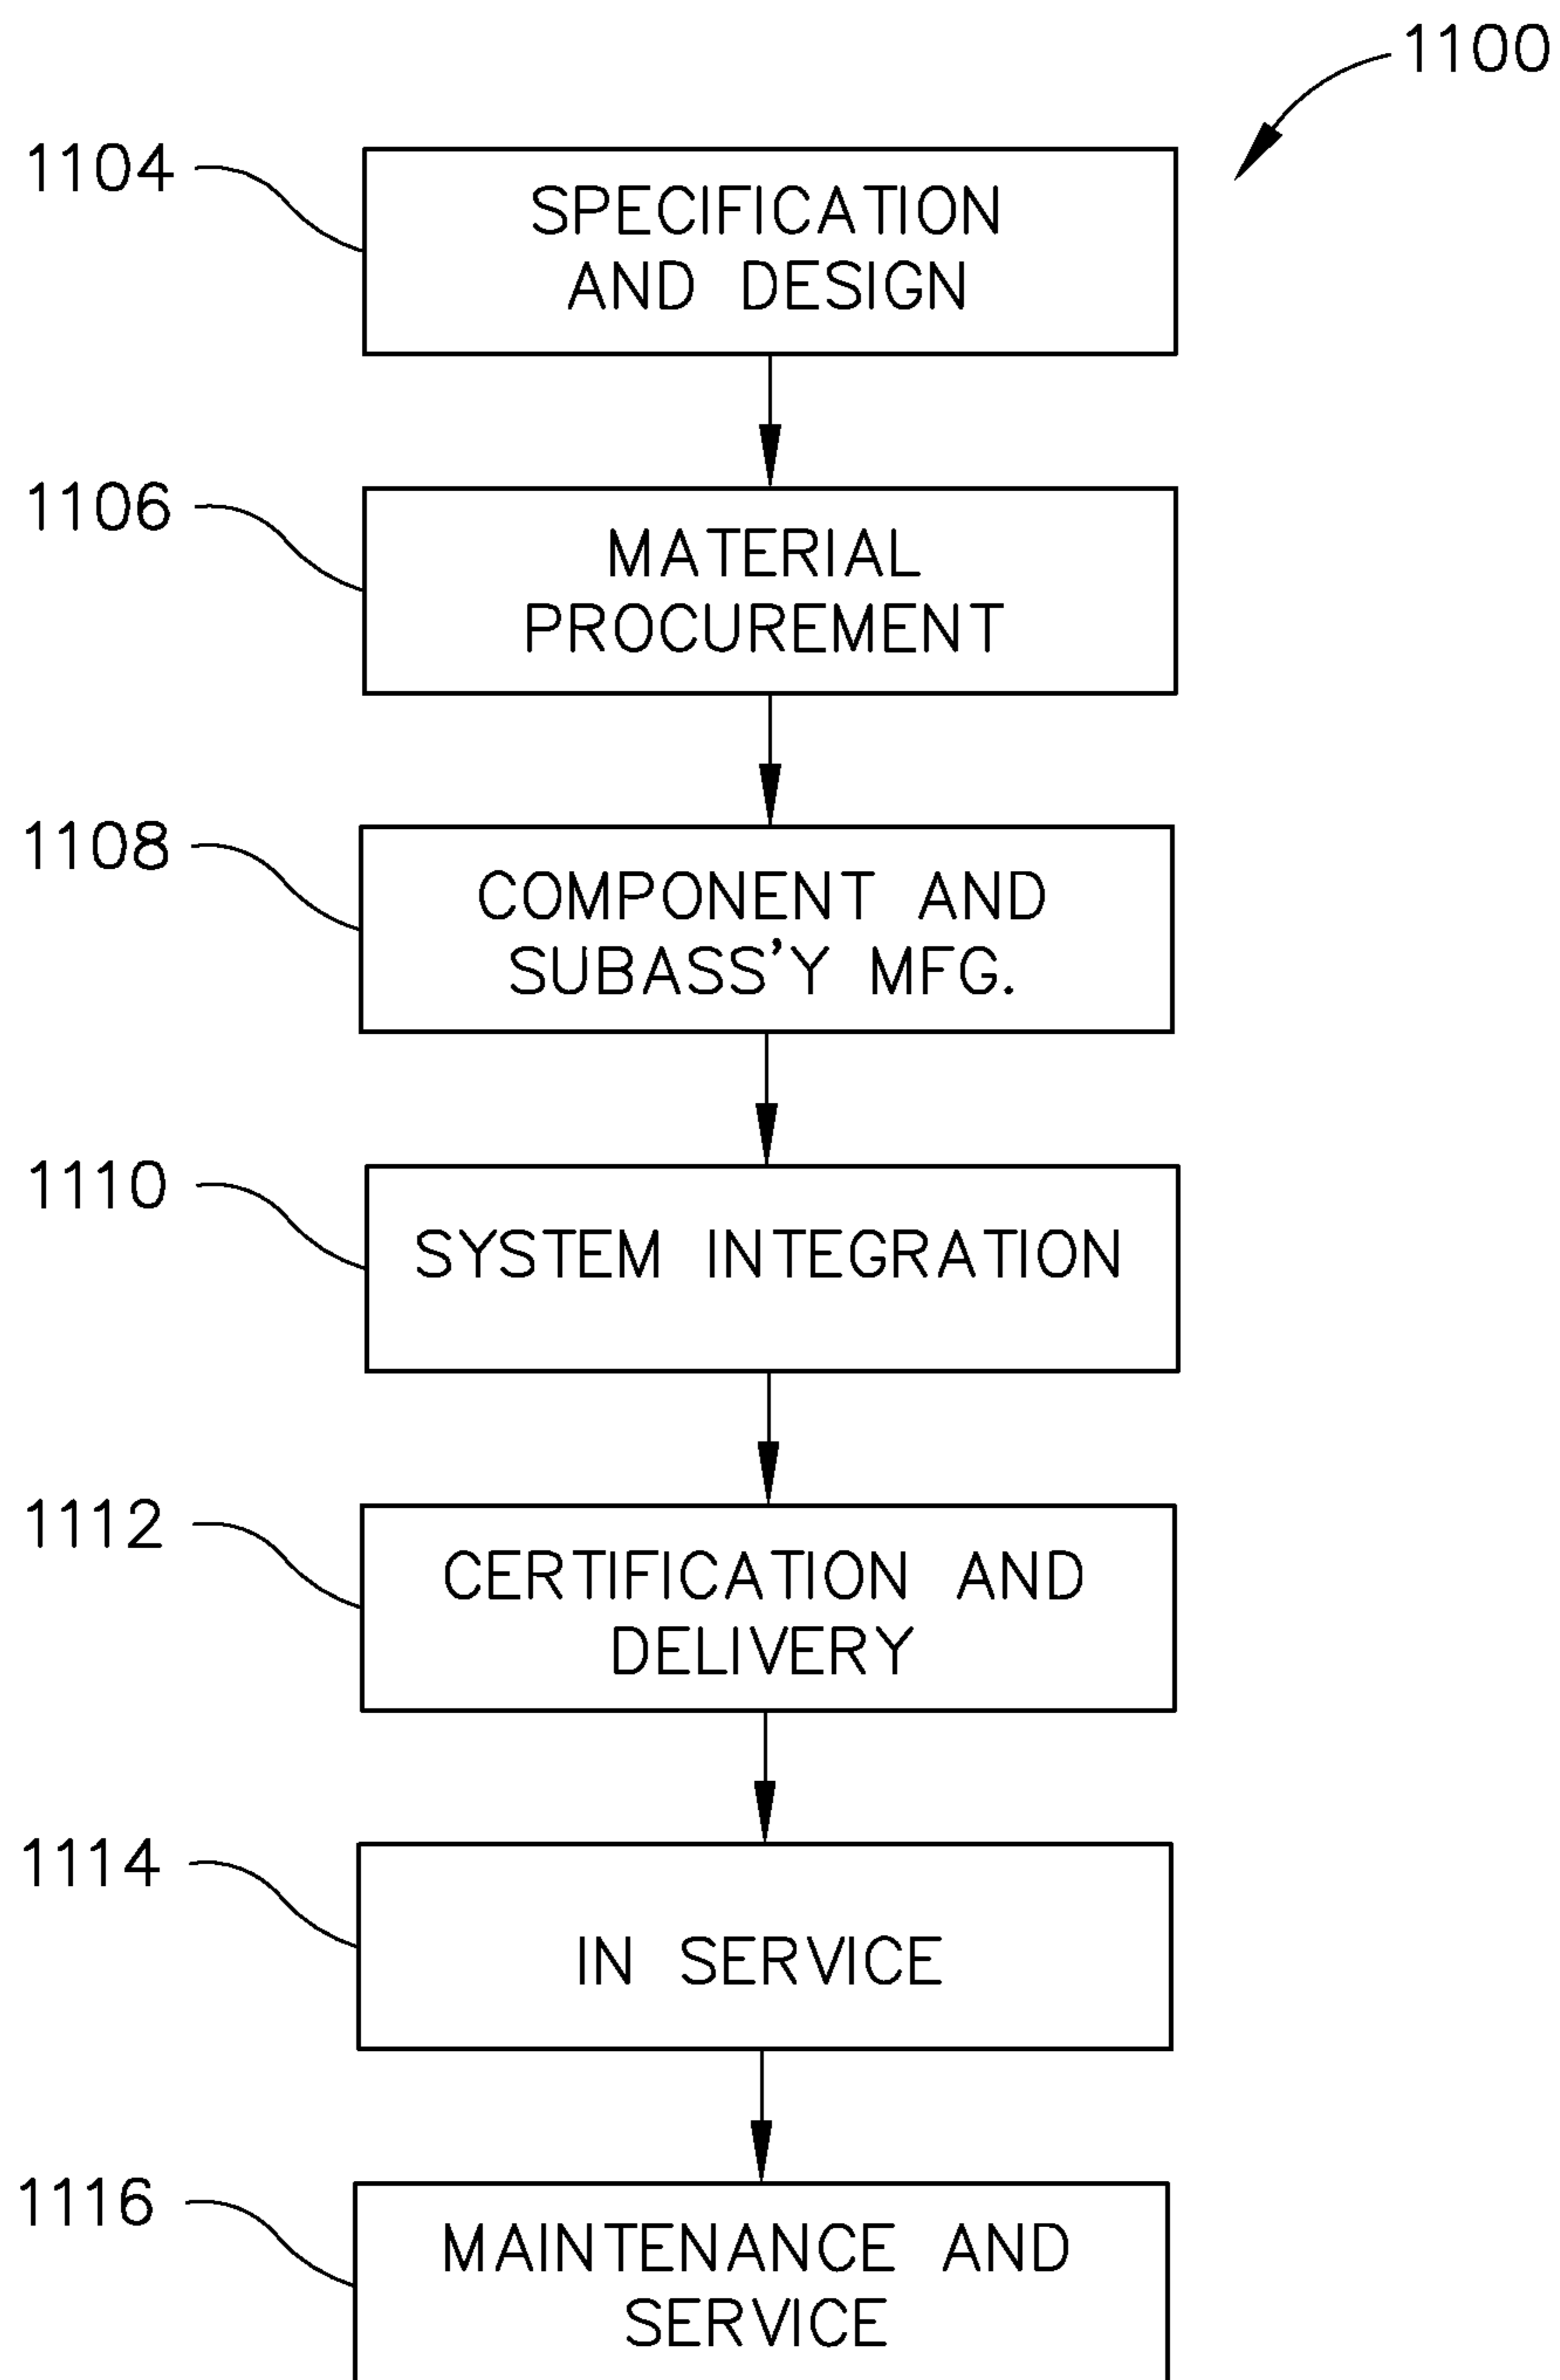 1100
1104
SPECIFICATION
AND DESIGN
1106
MATERIAL
PROCUREMENT
1108
COMPONENT AND
SUBASS'Y MFG.
1110
SYSTEM INTEGRATION
1112
CERTIFICATION AND
DELIVERY
1114
IN SERVICE
1116
MAINTENANCE AND
SERVICE